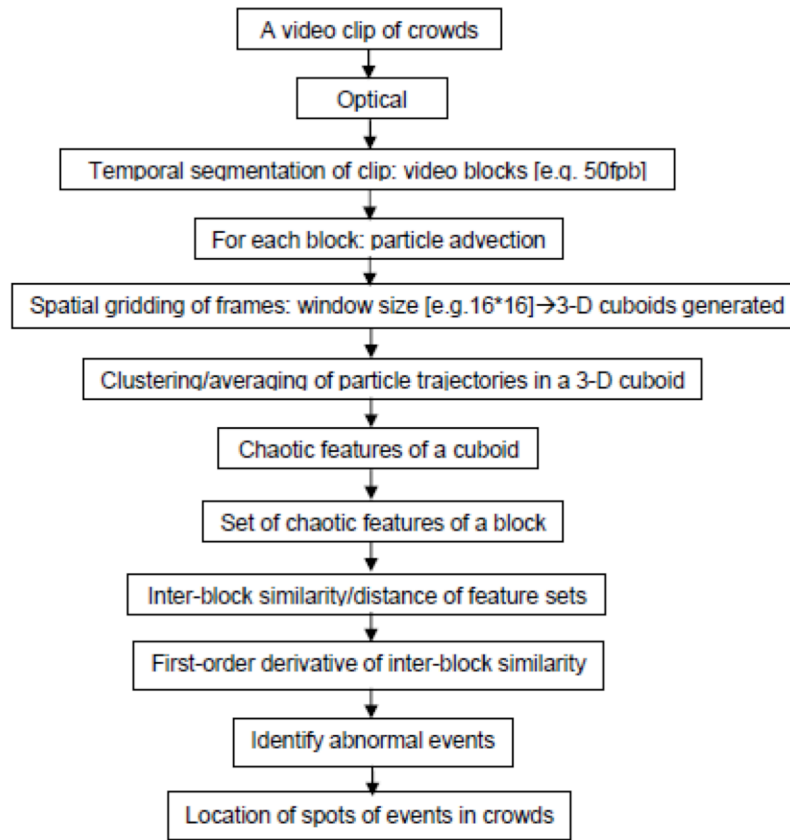 A video clip of crowds
Optical
Temporal segmentation of clip: video blocks [e.g. 50fpb]
For each block: particle advection
Spatial gridding of frames: window size [e.g.16*16]→3-D cuboids generated
Clustering/averaging of particle trajectories in a 3-D cuboid
Chaotic features of a cuboid
Set of chaotic features of a block
Inter-block similarity/distance of feature sets
First-order derivative of inter-block similarity
Identify abnormal events
Location of spots of events in crowds